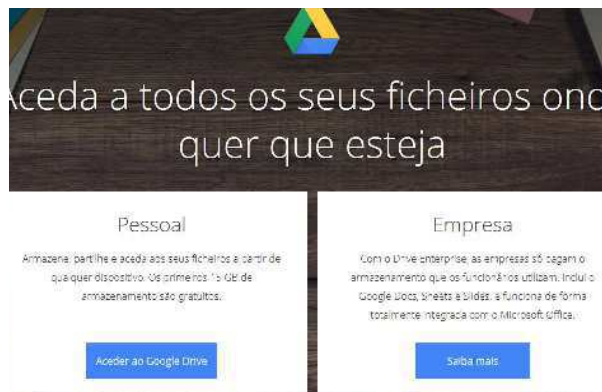 Aceda a todos os seus ficheiros ond
quer que esteja
Pessoal
Armazene, partilhe e aceda aos seus ficheiros a partir de
qualquer dispositivo. Os primeiros 15 GB de
armazenamento são gratuitos.
Aceder ao Google Drive
Empresa
Com o Drive Enterprise, as empresas só pagam o
armazenamento que os funcionários utilizam. Inclui o
Google Docs, Sheets e Slides, e funciona de forma
totalmente integrada com o Microsoft Office.
Saiba mais